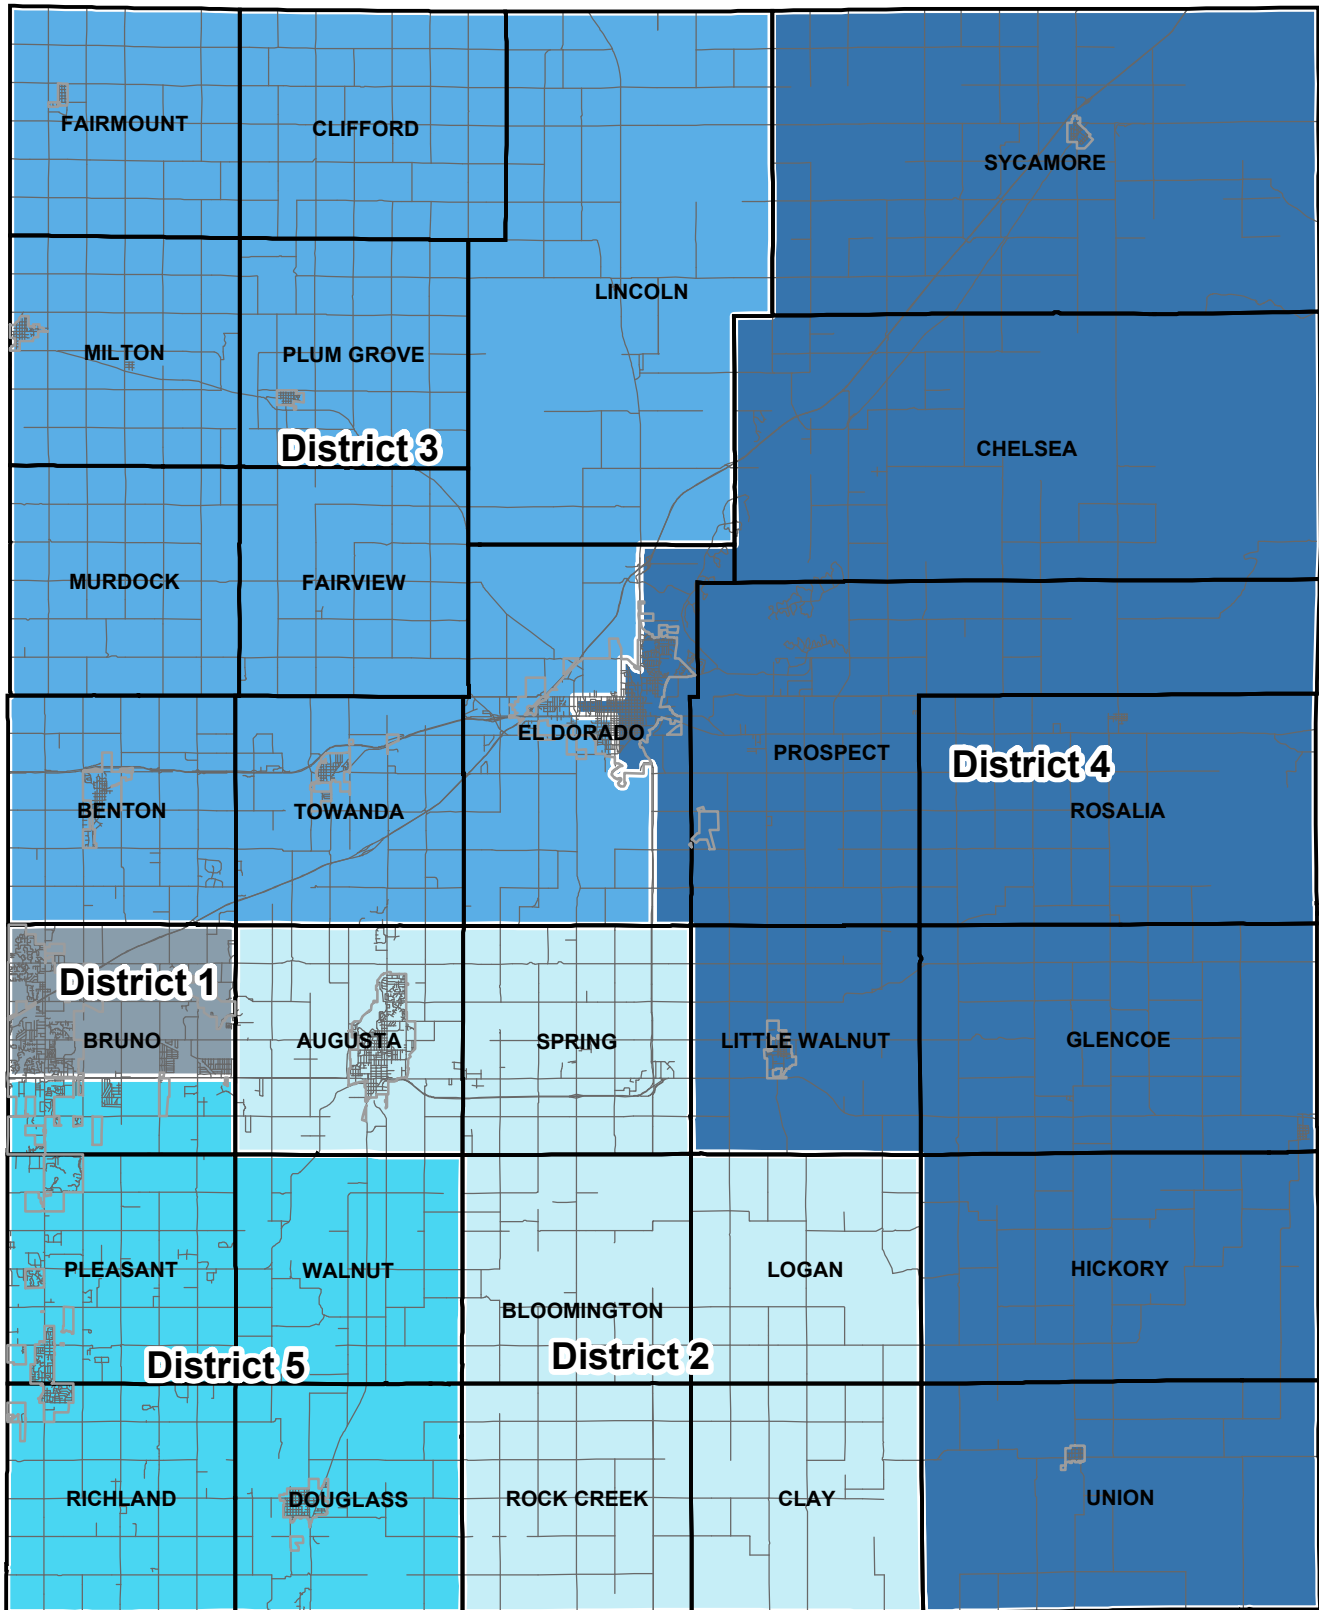 FAIRMOUNT
CLIFFORD
SYCAMORE
LINCOLN
MILTON
PLUM GROVE
District 3
CHELSEA
MURDOCK
FAIRVIEW
EL DORADO
PROSPECT
District 4
BENTON
TOWANDA
ROSALIA
District 1
BRUNO
AUGUSTA
SPRING
LITTLE WALNUT
GLENCOE
PLEASANT
WALNUT
LOGAN
HICKORY
BLOOMINGTON
District 5
District 2
RICHLAND
DOUGLASS
ROCK CREEK
CLAY
UNION